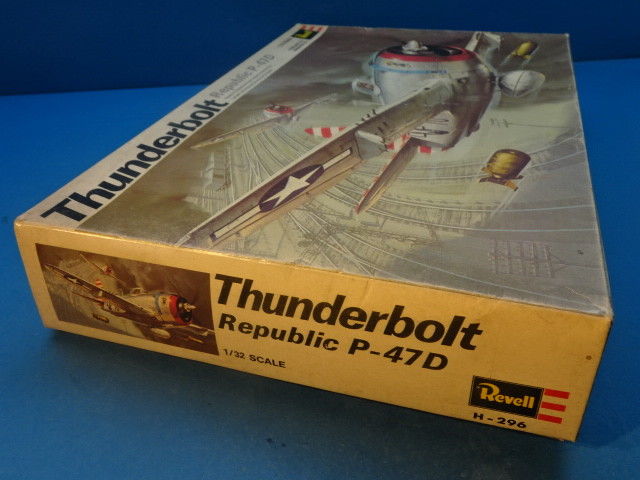 Thunderbolt
Republic P-47D
Thunderbolt
Republic P-47D
1/32 SCALE
Revell
H-296